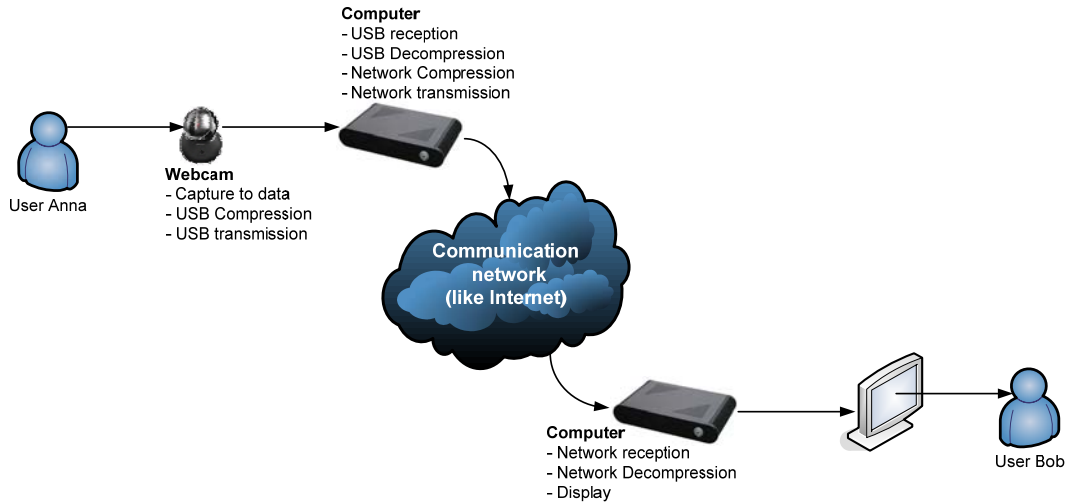 Computer
- USB reception
- USB Decompression
- Network Compression
- Network transmission
User Anna
Webcam
- Capture to data
- USB Compression
- USB transmission
Communication
network
(like Internet)
Computer
- Network reception
- Network Decompression
- Display
User Bob